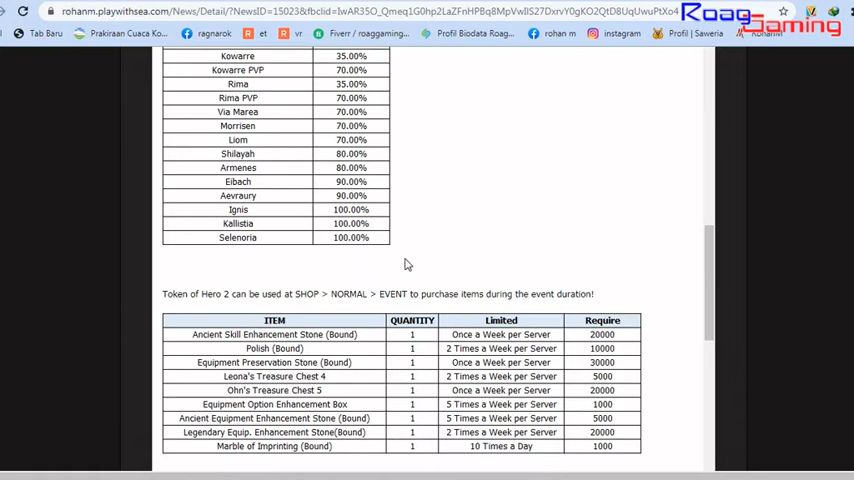 rohanm.playwithsea.com/News/Detail/?NewsID=15023&fbclid=IwAR35O_Qmeq1G0hp2LaZFnHPBq8MpVwIlS27DxrvY0gKO2QtD8UqUwuPtXo4
Roag Gaming
Tab Baru Prakiraan Cuaca Ko... ragnarok et vr Fiverr / roaggaming... Profil Biodata Roag... rohan m instagram Profil | Saweria RohanM
Kowarre 35.00%
Kowarre PVP 70.00%
Rima 35.00%
Rima PVP 70.00%
Via Marea 70.00%
Morrisen 70.00%
Liom 70.00%
Shilayah 80.00%
Armenes 80.00%
Eibach 90.00%
Aevraury 90.00%
Ignis 100.00%
Kallistia 100.00%
Selenoria 100.00%
Token of Hero 2 can be used at SHOP > NORMAL > EVENT to purchase items during the event duration!
ITEM QUANTITY Limited Require
Ancient Skill Enhancement Stone (Bound) 1 Once a Week per Server 20000
Polish (Bound) 1 2 Times a Week per Server 10000
Equipment Preservation Stone (Bound) 1 Once a Week per Server 30000
Leona's Treasure Chest 4 1 2 Times a Week per Server 5000
Ohn's Treasure Chest 5 1 Once a Week per Server 20000
Equipment Option Enhancement Box 1 5 Times a Week per Server 1000
Ancient Equipment Enhancement Stone (Bound) 1 5 Times a Week per Server 5000
Legendary Equip. Enhancement Stone(Bound) 1 2 Times a Week per Server 20000
Marble of Imprinting (Bound) 1 10 Times a Day 1000